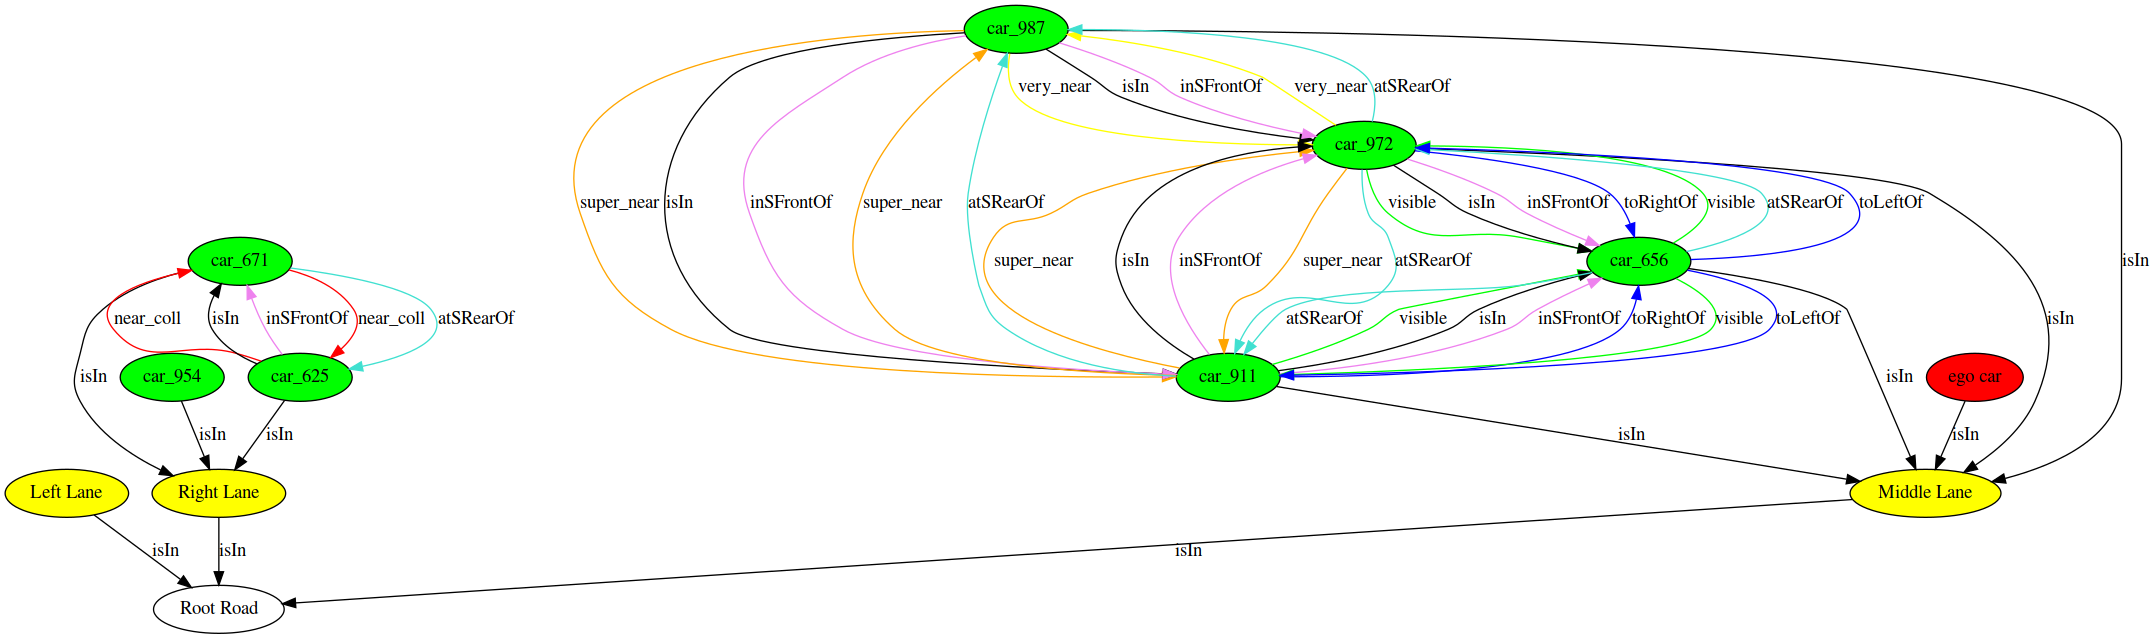 car_987
very_near
isIn
inSFrontOf
very_near
atSRearOf
car_972
super_near
isIn
inSFrontOf
super_near
atSRearOf
visible
isIn
inSFrontOf
toRightOf
visible
atSRearOf
toLeftOf
car_671
super_near
isIn
inSFrontOf
super_near
atSRearOf
car_656
isIn
near_coll
isIn
inSFrontOf
near_coll
atSRearOf
atSRearOf
visible
isIn
inSFrontOf
toRightOf
visible
toLeftOf
isIn
isIn
car_954
car_625
car_911
isIn
ego car
isIn
isIn
isIn
isIn
Left Lane
Right Lane
Middle Lane
isIn
isIn
isIn
Root Road